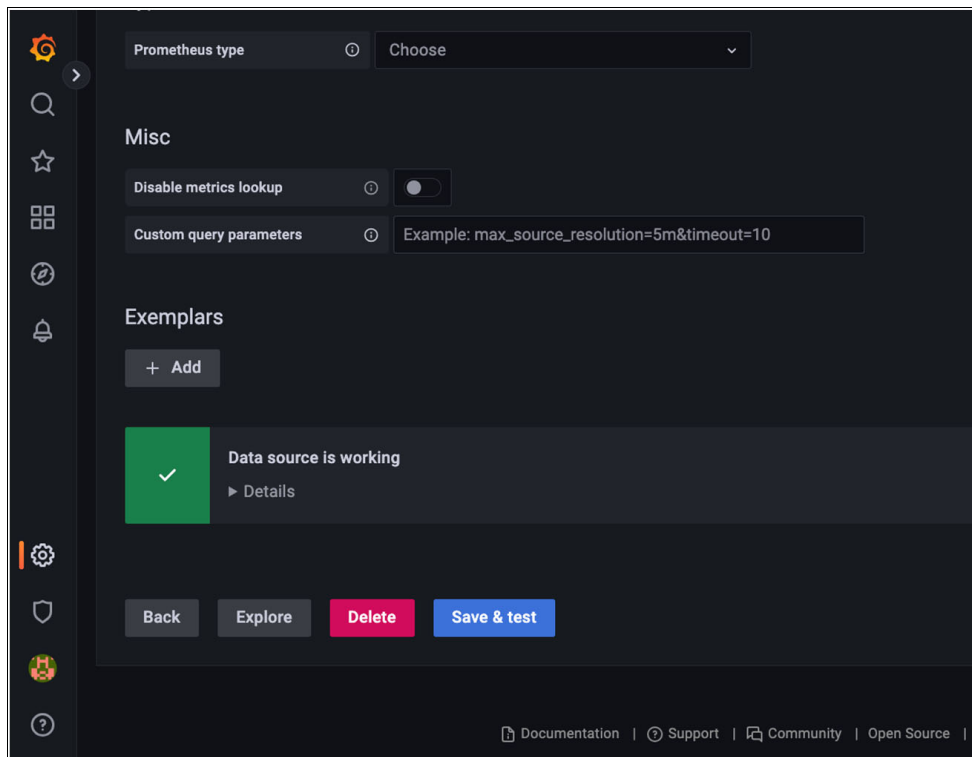 Prometheus type
Choose
Misc
Disable metrics lookup
Custom query parameters
Example: max_source_resolution=5m&timeout=10
Exemplars
+ Add
Data source is working
Details
Back Explore Delete Save & test
Documentation | Support | Community | Open Source |